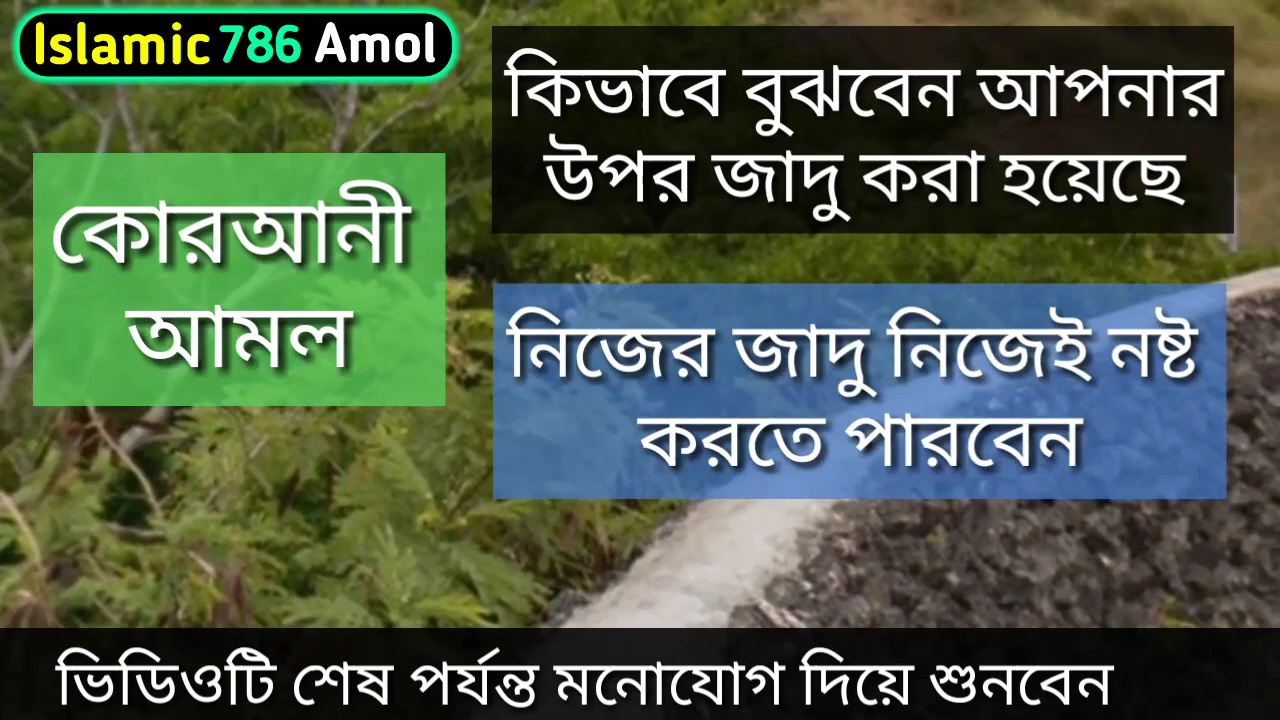 Islamic 786 Amol
কিভাবে বুঝবেন আপনার
উপর জাদু করা হয়েছে
কোরআনী
আমল
নিজের জাদু নিজেই নষ্ট
করতে পারবেন
ভিডিওটি শেষ পর্যন্ত মনোযোগ দিয়ে শুনবেন